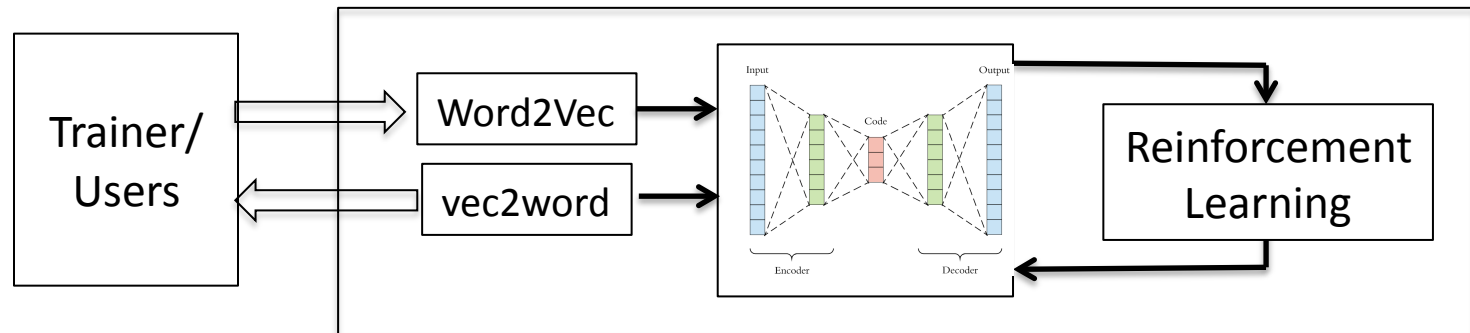 Trainer/
Users
Word2Vec
vec2word
Input
Output
Code
Encoder
Decoder
Reinforcement
Learning